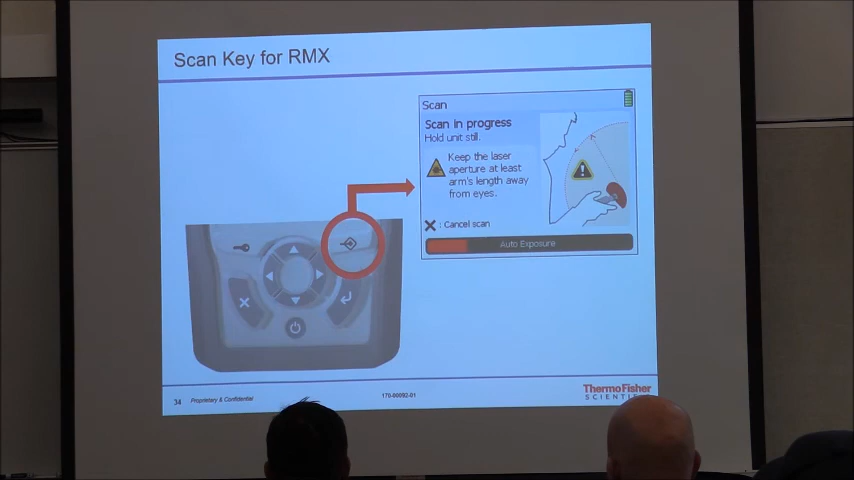 Scan Key for RMX
Scan
Scan in progress
Hold unit still.
Keep the laser
aperture at least
arm's length away
from eyes.
: Cancel scan
Auto Exposure
34
Proprietary & Confidential
170-00092-01
ThermoFisher
SCIENTIFIC